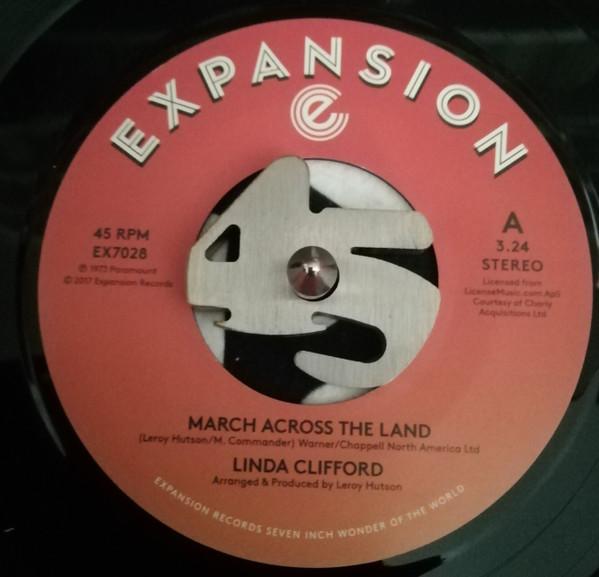 EXPANSION
e
45
45 RPM
EX7028
℗ 1973 Paramount
© 2017 Expansion Records
A
3.24
STEREO
Licensed from
LicenseMusic.com ApS
Courtesy of Charly
Acquisitions Ltd
MARCH ACROSS THE LAND
(Leroy Hutson/M. Commander) Warner/Chappell North America Ltd
LINDA CLIFFORD
Arranged & Produced by Leroy Hutson
EXPANSION RECORDS SEVEN INCH WONDER OF THE WORLD